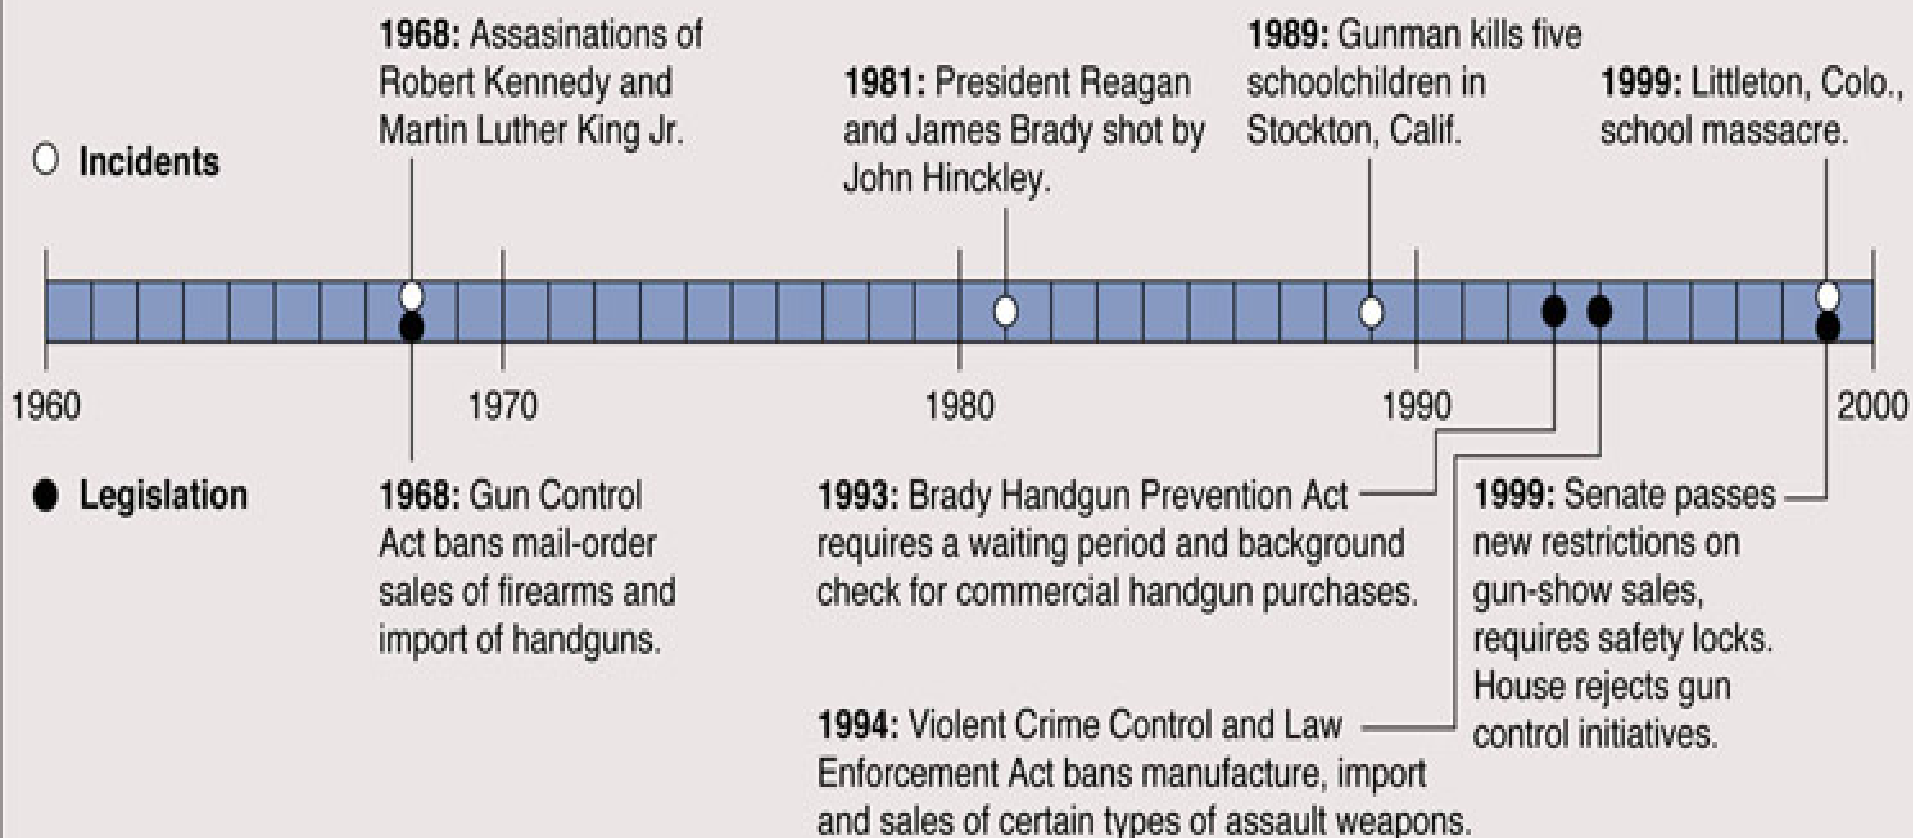 1968: Assasinations of
Robert Kennedy and
Martin Luther King Jr.
1981: President Reagan
and James Brady shot by
John Hinckley.
1989: Gunman kills five
schoolchildren in
Stockton, Calif.
1999: Littleton, Colo.,
school massacre.
Incidents
1960
1970
1980
1990
2000
Legislation
1968: Gun Control
Act bans mail-order
sales of firearms and
import of handguns.
1993: Brady Handgun Prevention Act
requires a waiting period and background
check for commercial handgun purchases.
1994: Violent Crime Control and Law
Enforcement Act bans manufacture, import
and sales of certain types of assault weapons.
1999: Senate passes
new restrictions on
gun-show sales,
requires safety locks.
House rejects gun
control initiatives.